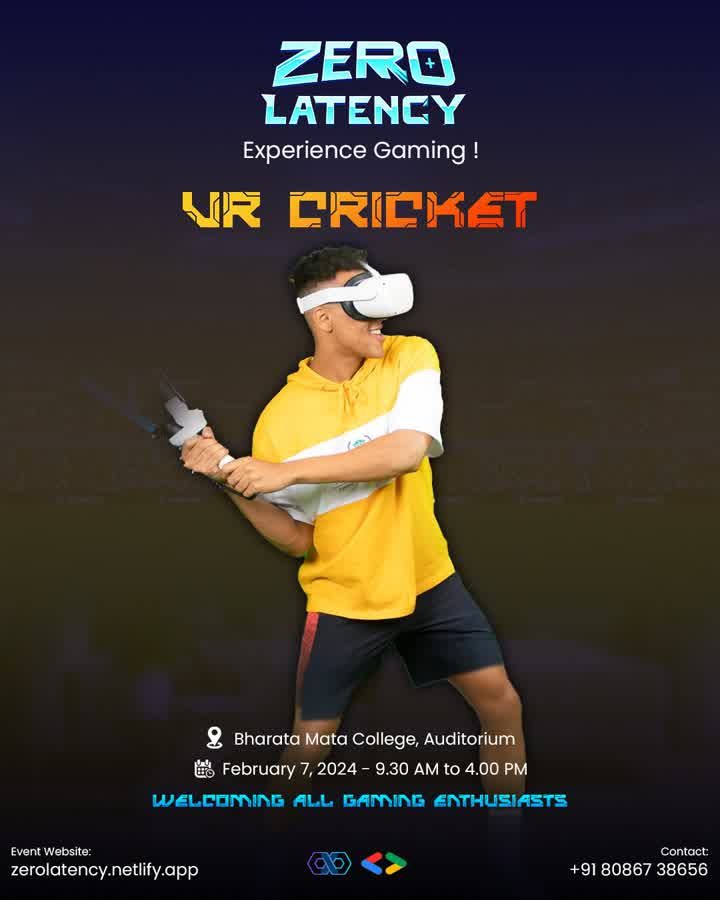 ZERO
LATENCY
Experience Gaming !
VR CRICKET
Bharata Mata College, Auditorium
February 7, 2024 - 9.30 AM to 4.00 PM
WELCOMING ALL GAMING ENTHUSIASTS
Event Website:
zerolatency.netlify.app
Contact:
+91 80867 38656